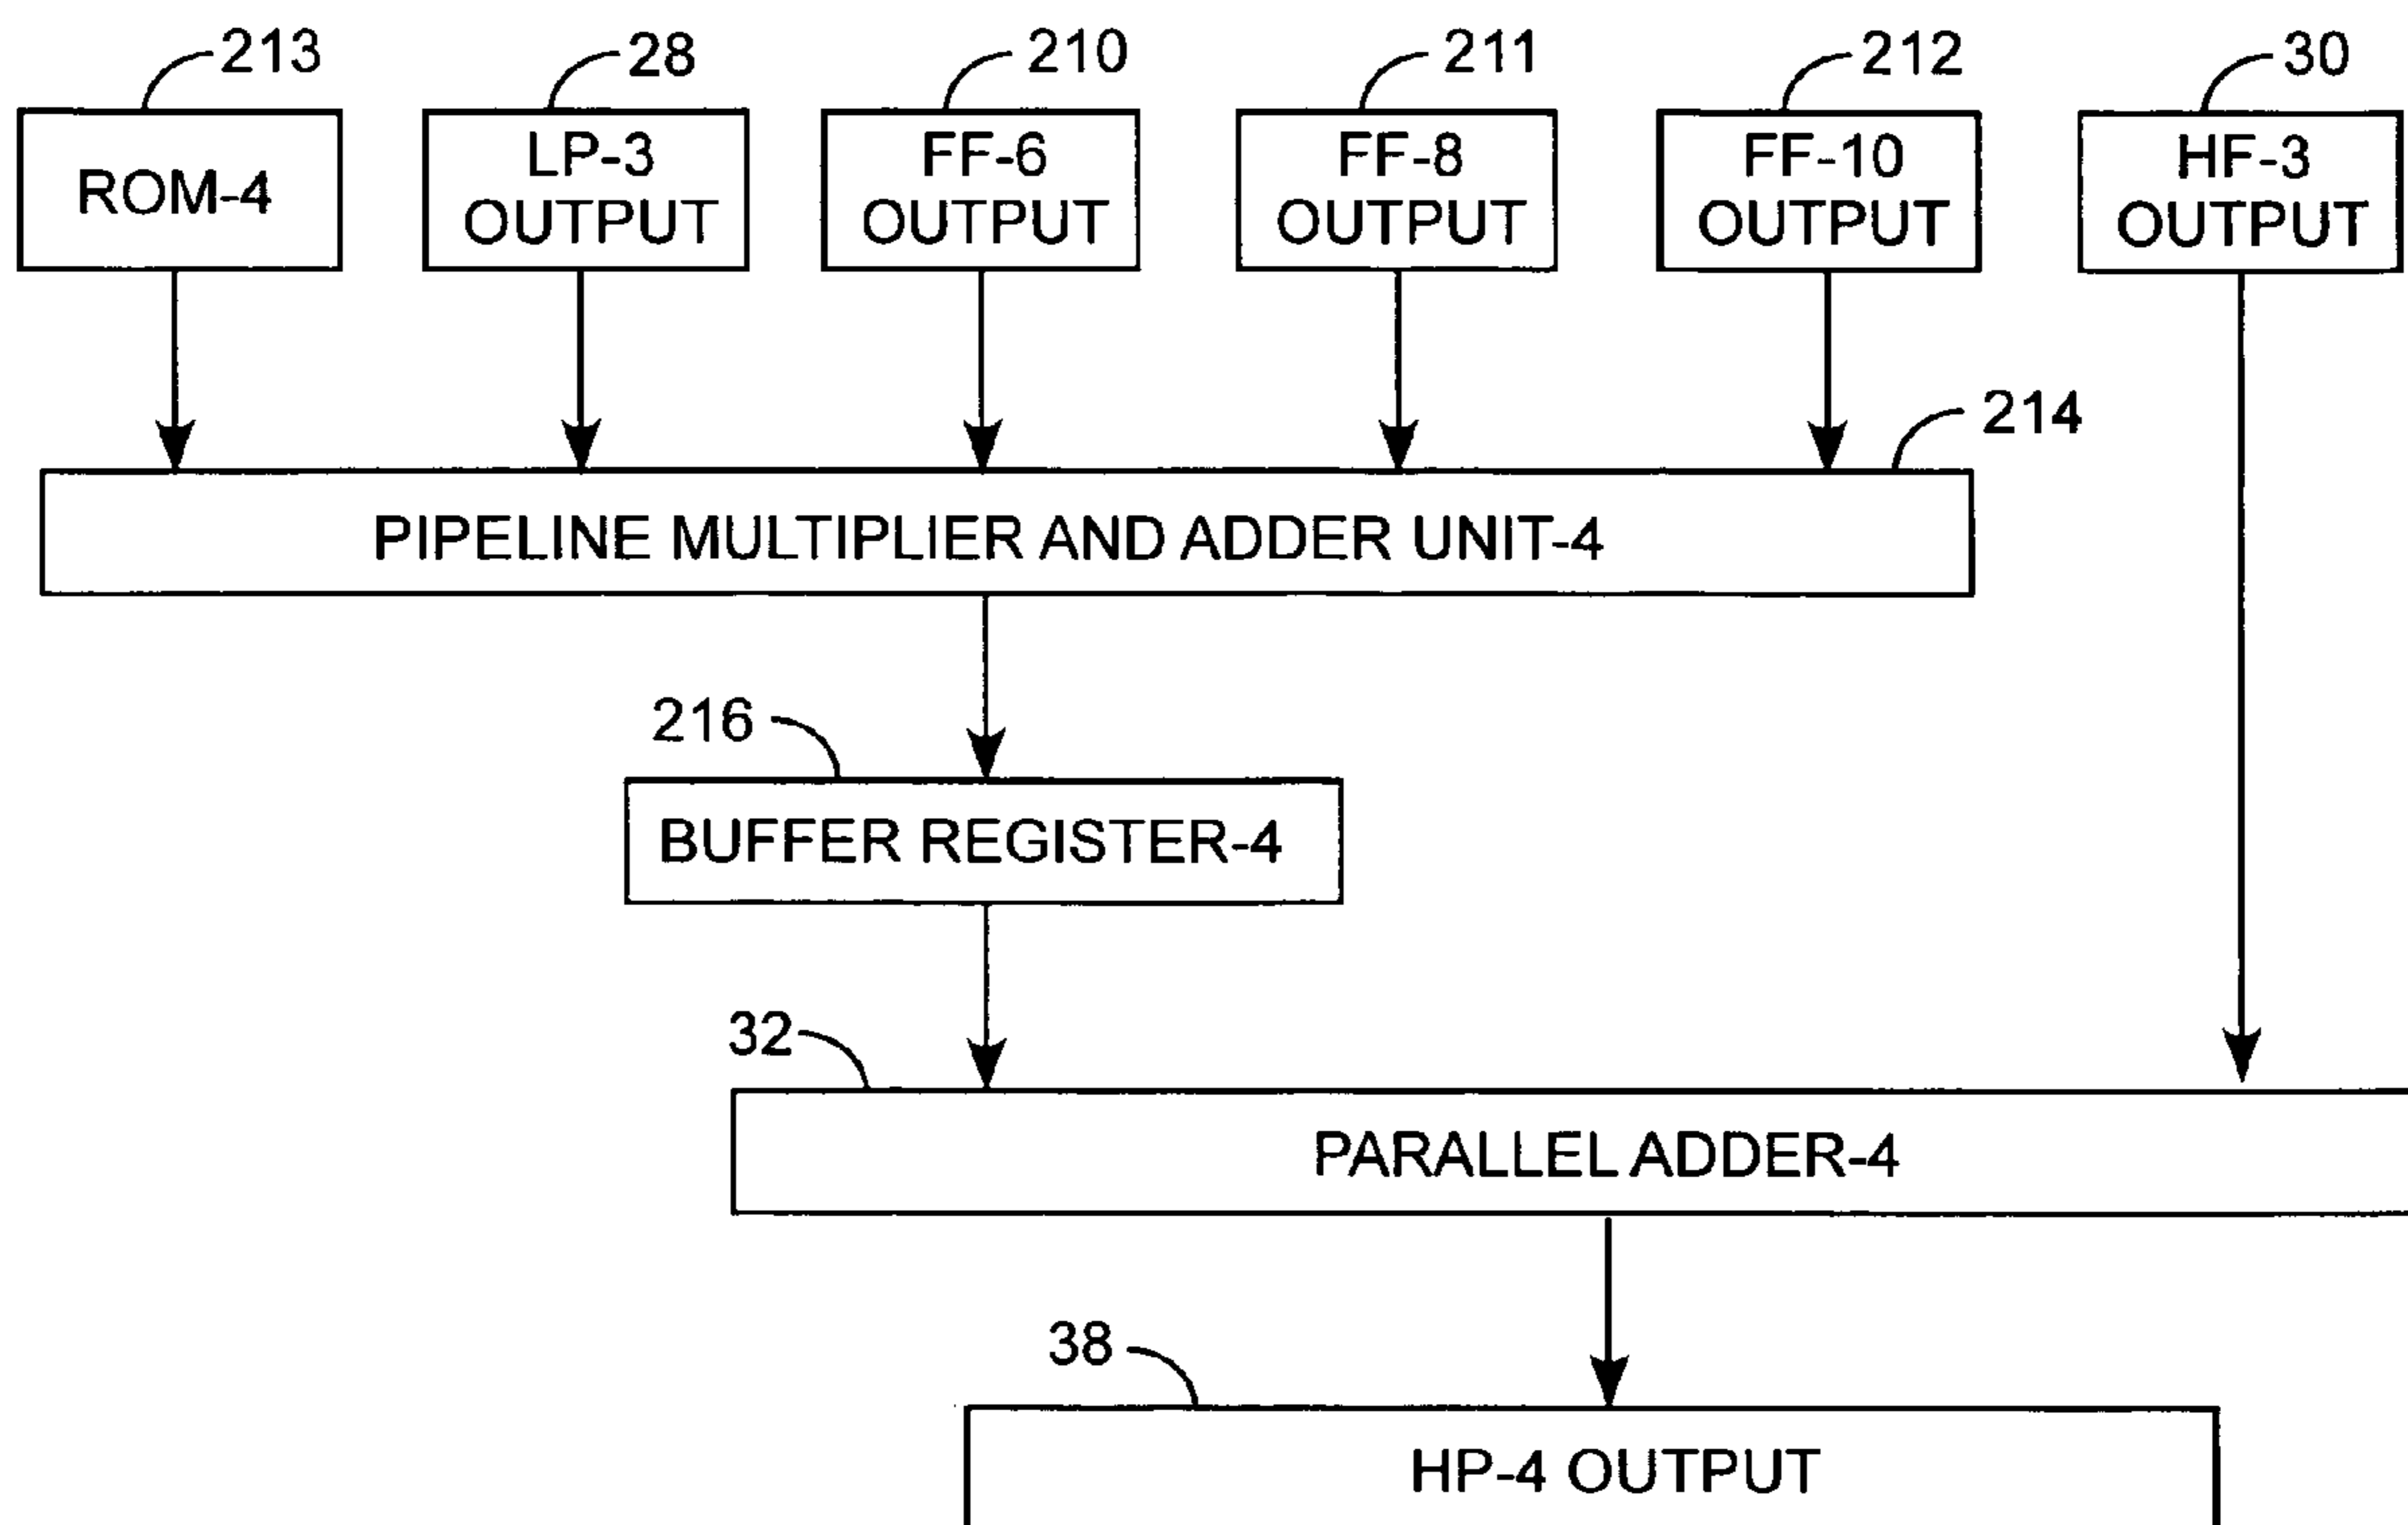 213
28
210
211
212
30
ROM-4
LP-3
OUTPUT
FF-6
OUTPUT
FF-8
OUTPUT
FF-10
OUTPUT
HF-3
OUTPUT
214
PIPELINE MULTIPLIER AND ADDER UNIT-4
216
BUFFER REGISTER-4
32
PARALLEL ADDER-4
38
HP-4 OUTPUT